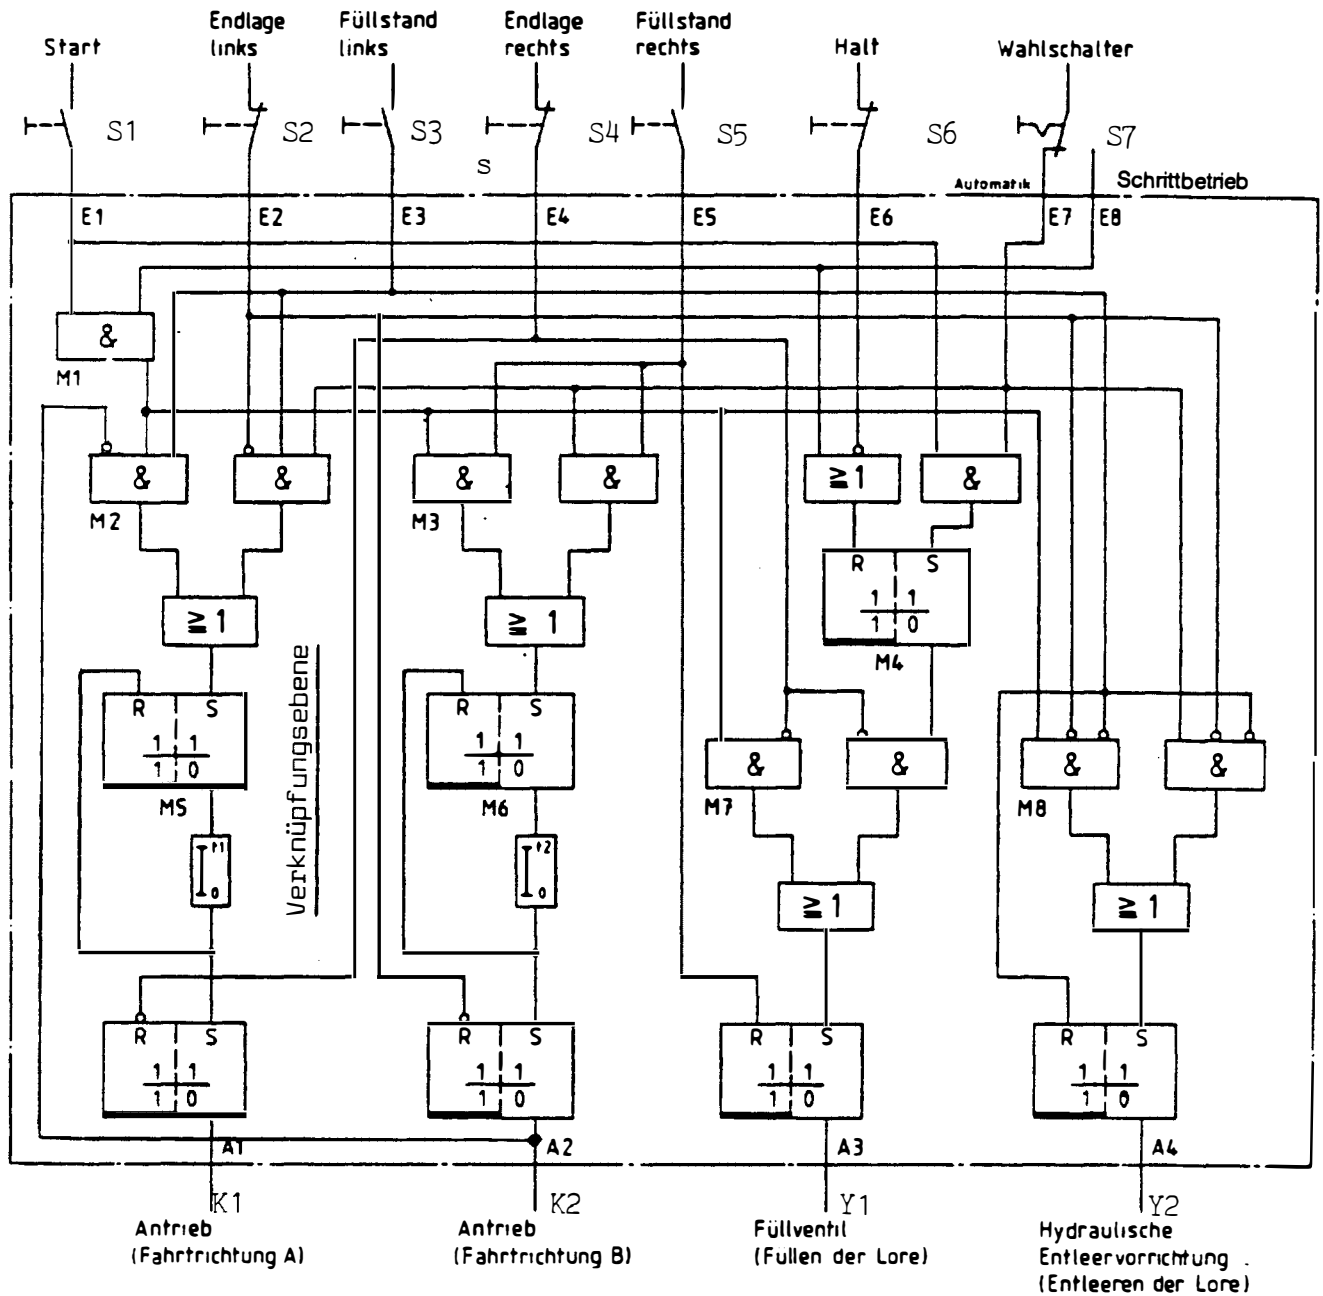 Start
Endlage
links
Füllstand
links
Endlage
rechts
Füllstand
rechts
Halt
Wahlschalter
S1
S2
S3
S4
S5
S6
S7
s
Automatik
Schrittbetrieb
E1
E2
E3
E4
E5
E6
E7
E8
&
M1
&
&
&
&
≧ 1
&
M2
M3
R S
1 1
1 0
M4
≧ 1
≧ 1
Verknüpfungsebene
R S
1 1
1 0
M5
R S
1 1
1 0
M6
&
&
&
&
M7
M8
t1
0
t2
0
≧ 1
≧ 1
R S
1 1
1 0
R S
1 1
1 0
R S
1 1
1 0
R S
1 1
1 0
A1
A2
A3
A4
K1
K2
Y1
Y2
Antrieb
(Fahrtrichtung A)
Antrieb
(Fahrtrichtung B)
Füllventil
(Füllen der Lore)
Hydraulische
Entleervorrichtung
(Entleeren der Lore)